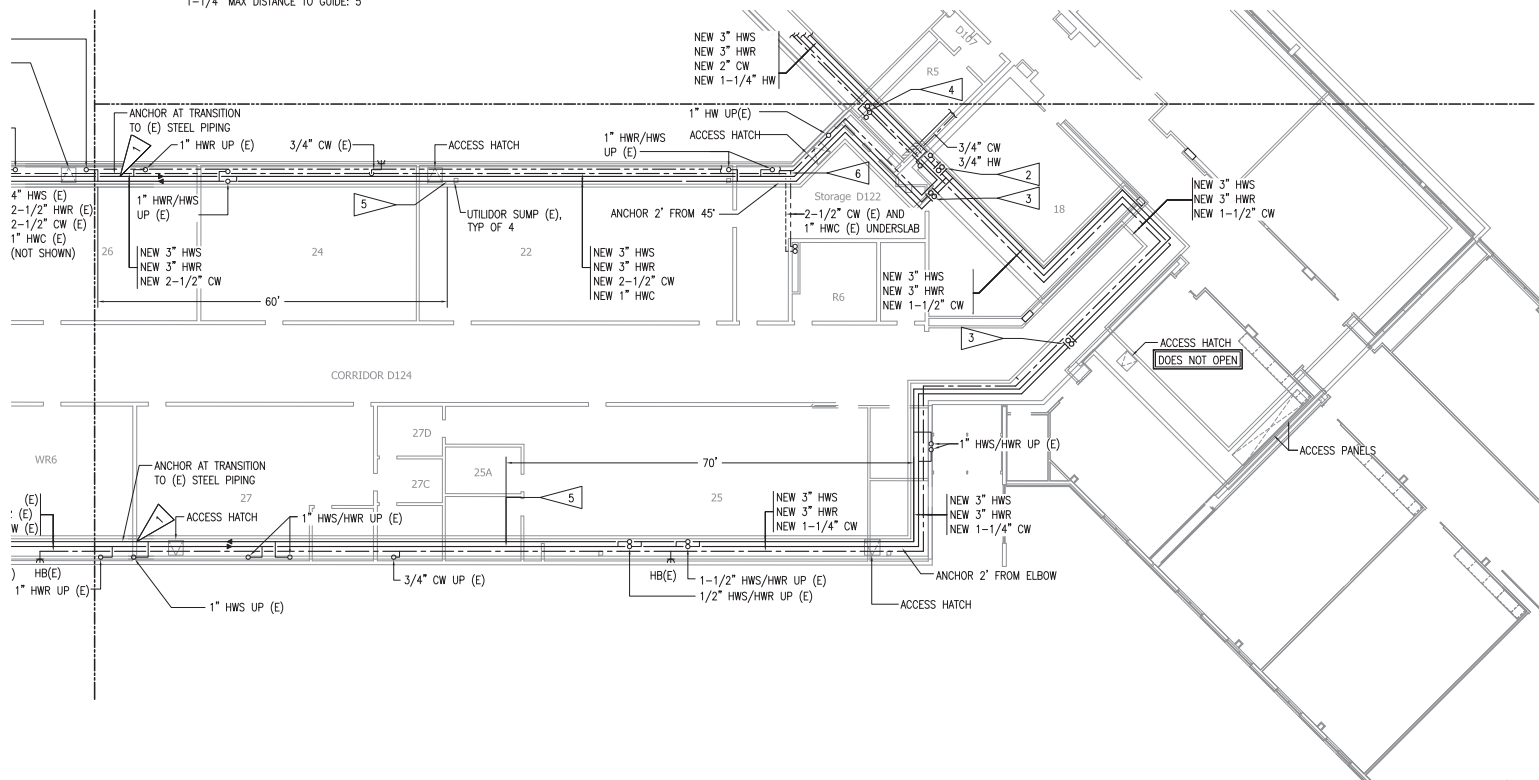 1-1/4" MAX DISTANCE TO GUIDE: 5'
NEW 3" HWS
NEW 3" HWR
NEW 2" CW
NEW 1-1/4" HW
D107
R5
4
ANCHOR AT TRANSITION
TO (E) STEEL PIPING
1
1" HWR UP (E)
3/4" CW (E)
ACCESS HATCH
1" HWR/HWS
UP (E)
1" HW UP(E)
ACCESS HATCH
3/4" CW
3/4" HW
2
3
6
4" HWS (E)
2-1/2" HWR (E)
2-1/2" CW (E)
1" HWC (E)
(NOT SHOWN)
1" HWR/HWS
UP (E)
5
UTILIDOR SUMP (E),
TYP OF 4
ANCHOR 2' FROM 45°
Storage D122
2-1/2" CW (E) AND
1" HWC (E) UNDERSLAB
18
NEW 3" HWS
NEW 3" HWR
NEW 1-1/2" CW
26
24
22
NEW 3" HWS
NEW 3" HWR
NEW 2-1/2" CW
NEW 3" HWS
NEW 3" HWR
NEW 2-1/2" CW
NEW 1" HWC
R6
NEW 3" HWS
NEW 3" HWR
NEW 1-1/2" CW
60'
3
ACCESS HATCH
DOES NOT OPEN
CORRIDOR D124
WR6
27D
27C
25A
70'
1" HWS/HWR UP (E)
ACCESS PANELS
ANCHOR AT TRANSITION
TO (E) STEEL PIPING
27
5
25
(E)
(E)
W (E)
1
ACCESS HATCH
1" HWS/HWR UP (E)
NEW 3" HWS
NEW 3" HWR
NEW 1-1/4" CW
NEW 3" HWS
NEW 3" HWR
NEW 1-1/4" CW
)
HB(E)
1" HWR UP (E)
1" HWS UP (E)
3/4" CW UP (E)
HB(E)
1-1/2" HWS/HWR UP (E)
1/2" HWS/HWR UP (E)
ANCHOR 2' FROM ELBOW
ACCESS HATCH